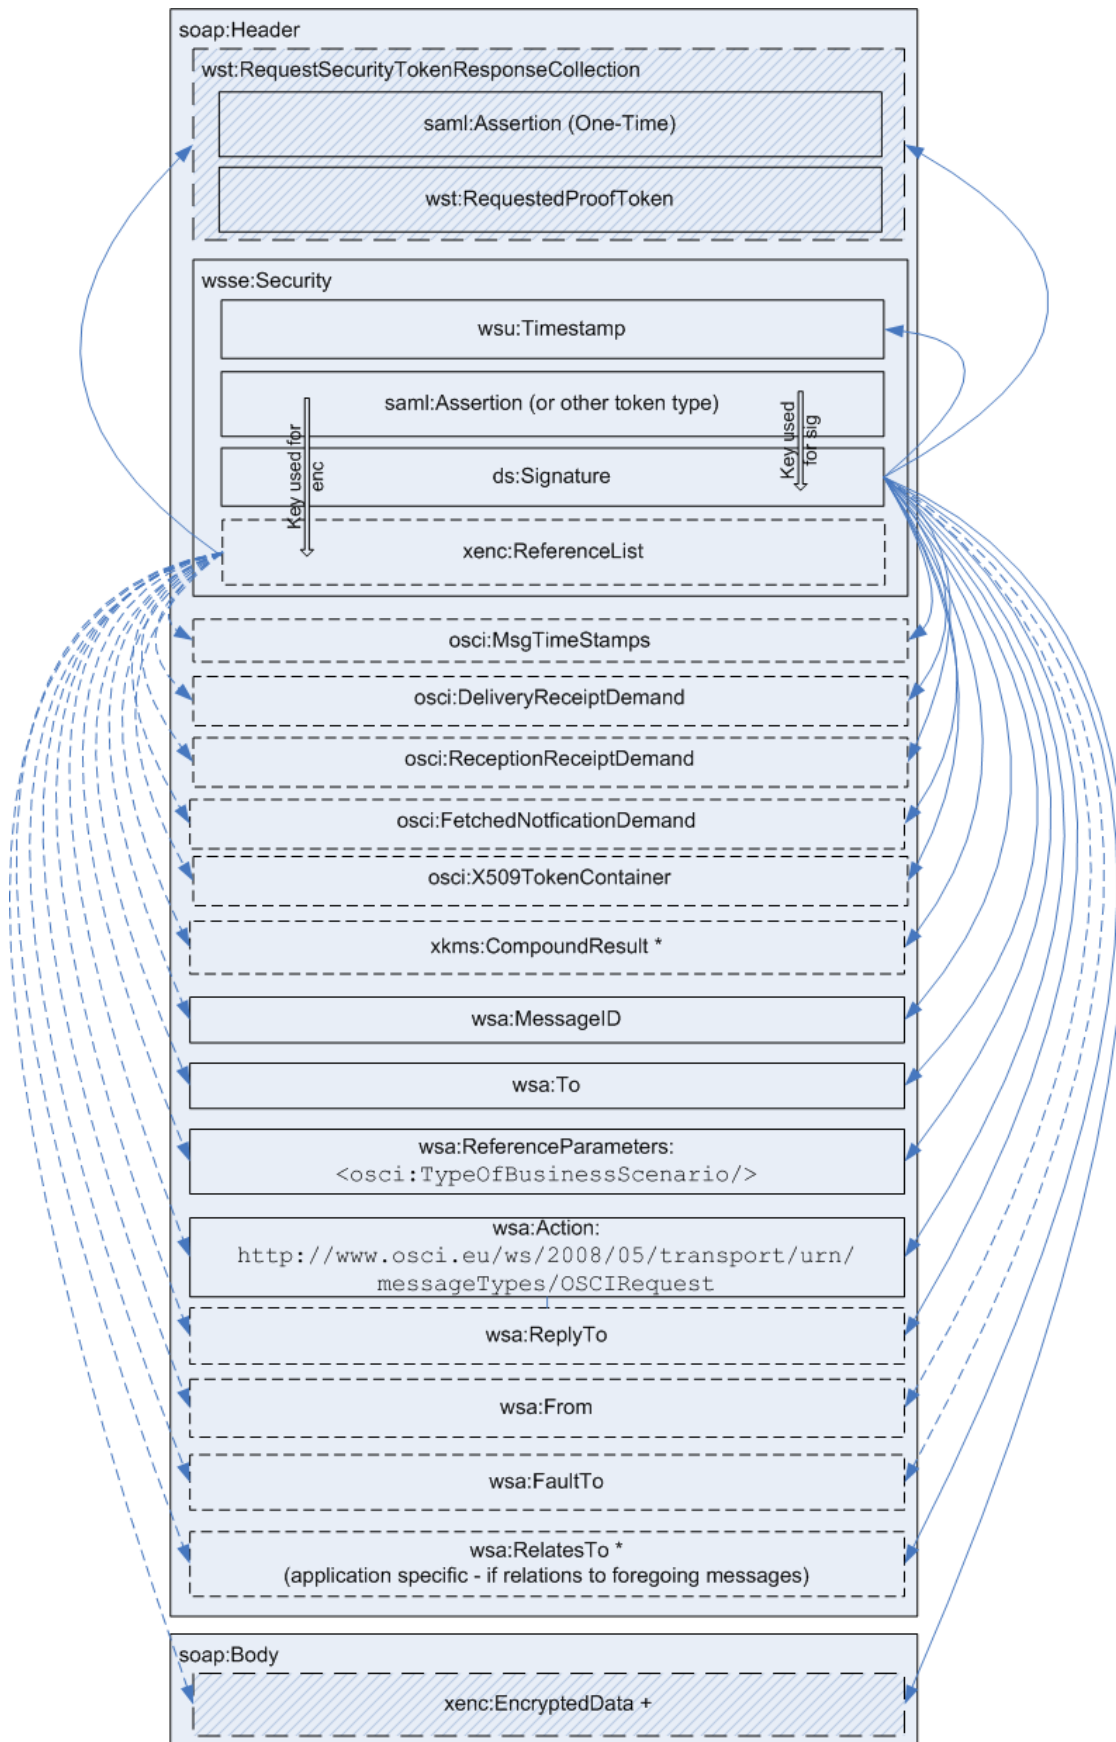 soap:Header
wst:RequestSecurityTokenResponseCollection
saml:Assertion (One-Time)
wst:RequestedProofToken
wsse:Security
wsu:Timestamp
saml:Assertion (or other token type)
Key used for
enc
Key used
for sig
ds:Signature
xenc:ReferenceList
osci:MsgTimeStamps
osci:DeliveryReceiptDemand
osci:ReceptionReceiptDemand
osci:FetchedNotficationDemand
osci:X509TokenContainer
xkms:CompoundResult *
wsa:MessageID
wsa:To
wsa:ReferenceParameters:
<osci:TypeOfBusinessScenario/>
wsa:Action:
http://www.osci.eu/ws/2008/05/transport/urn/
messageTypes/OSCIRequest
wsa:ReplyTo
wsa:From
wsa:FaultTo
wsa:RelatesTo *
(application specific - if relations to foregoing messages)
soap:Body
xenc:EncryptedData +